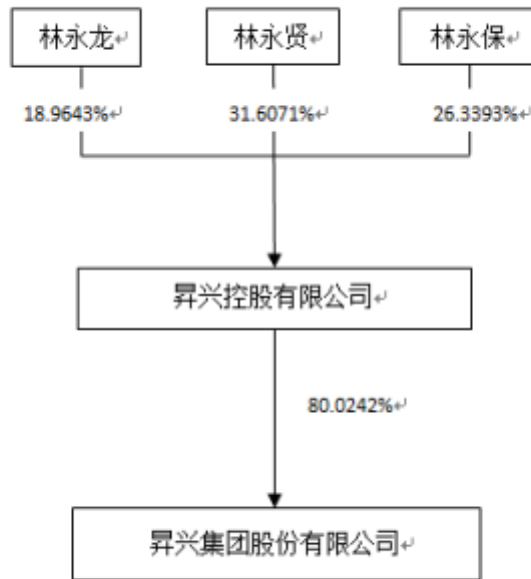 林永龙↵
林永贤↵
林永保↵
18.9643%↵
31.6071%↵
26.3393%↵
昇兴控股有限公司↵
80.0242%↵
昇兴集团股份有限公司↵